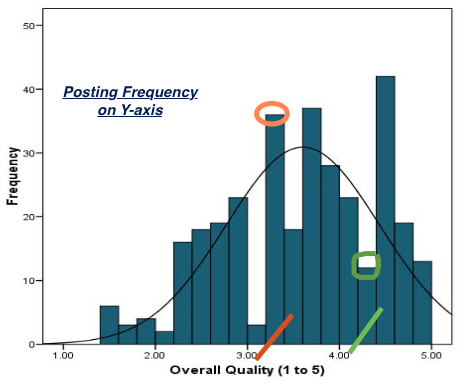 50
Posting Frequency
on Y-axis
40
30
20
10
0
Frequency
1.00 2.00 3.00 4.00 5.00
Overall Quality (1 to 5)